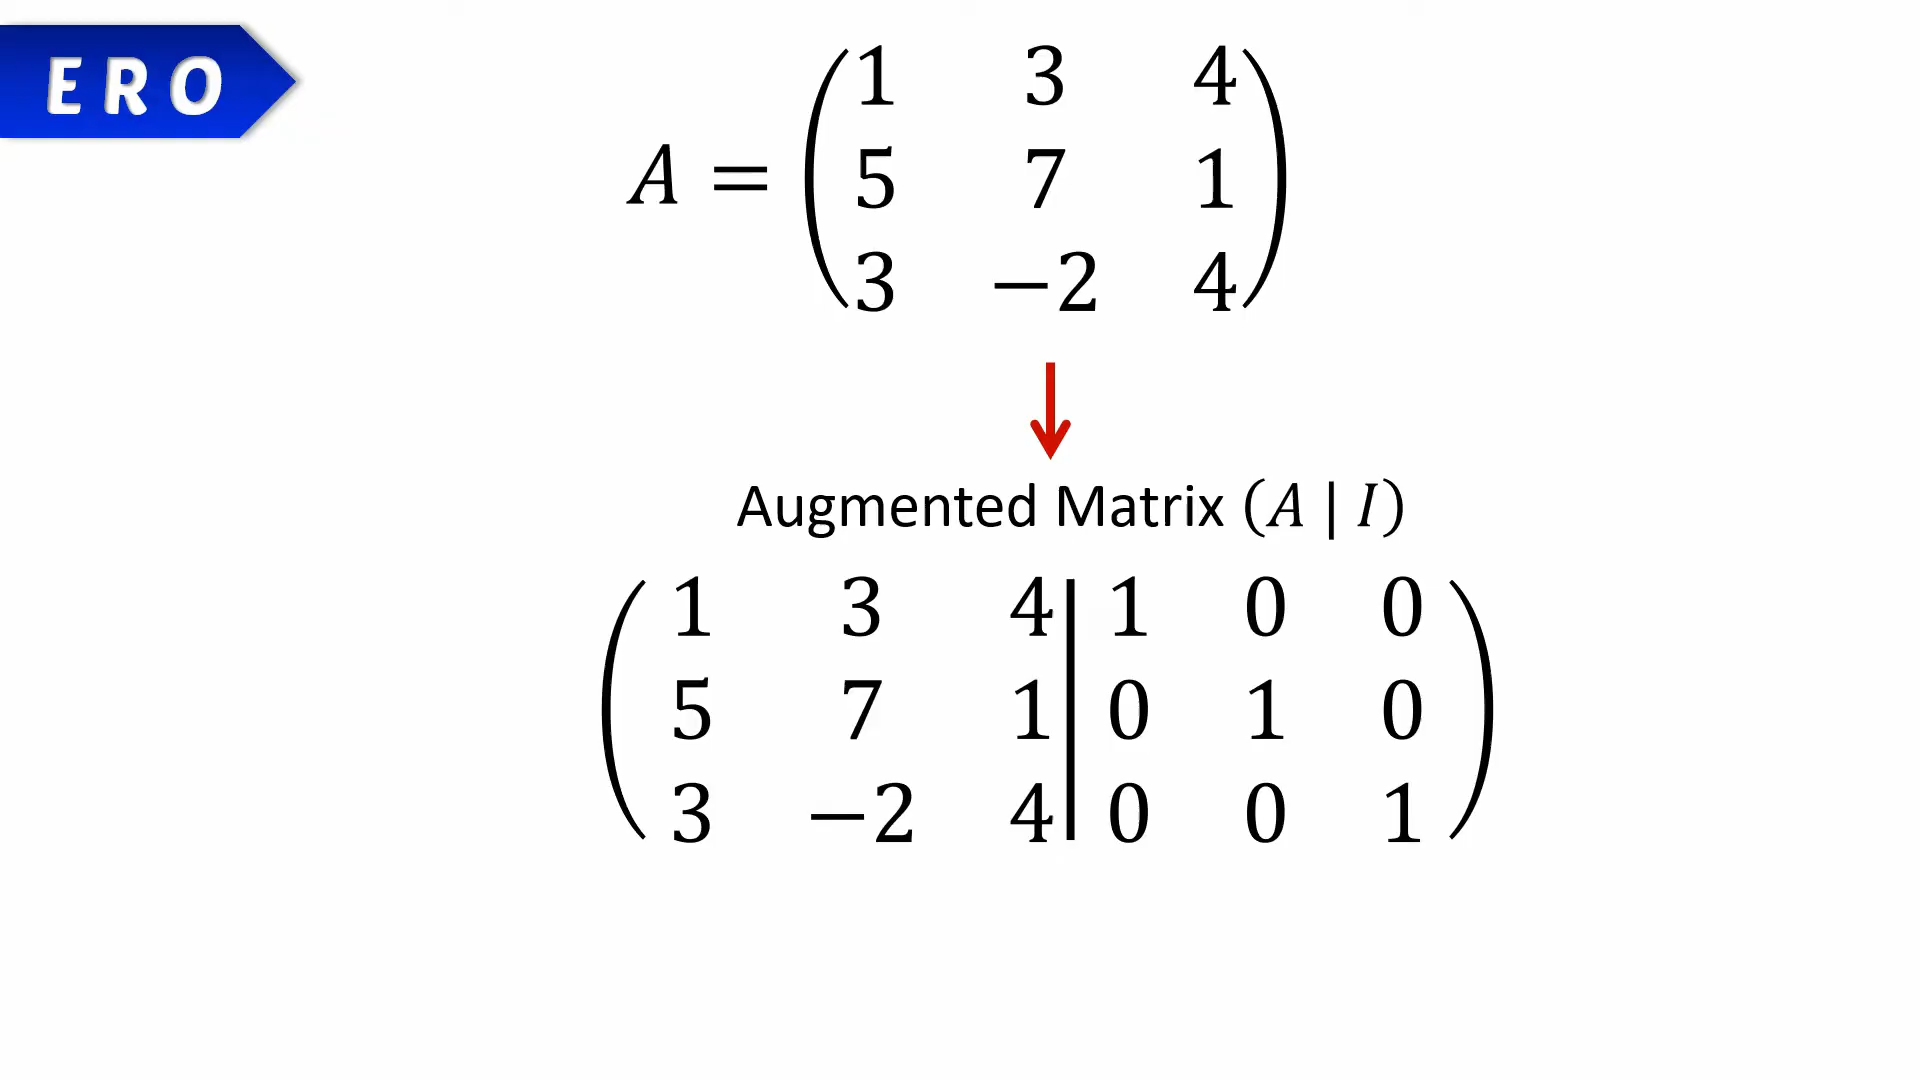 E R O
1 3 4
A = 5 7 1
3 −2 4
Augmented Matrix (A | I)
1 3 4 | 1 0 0
5 7 1 | 0 1 0
3 −2 4 | 0 0 1